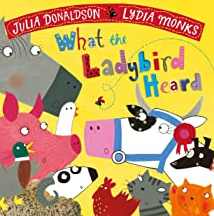 JULIA DONALDSON LYDIA MONKS
What the
Ladybird
Heard